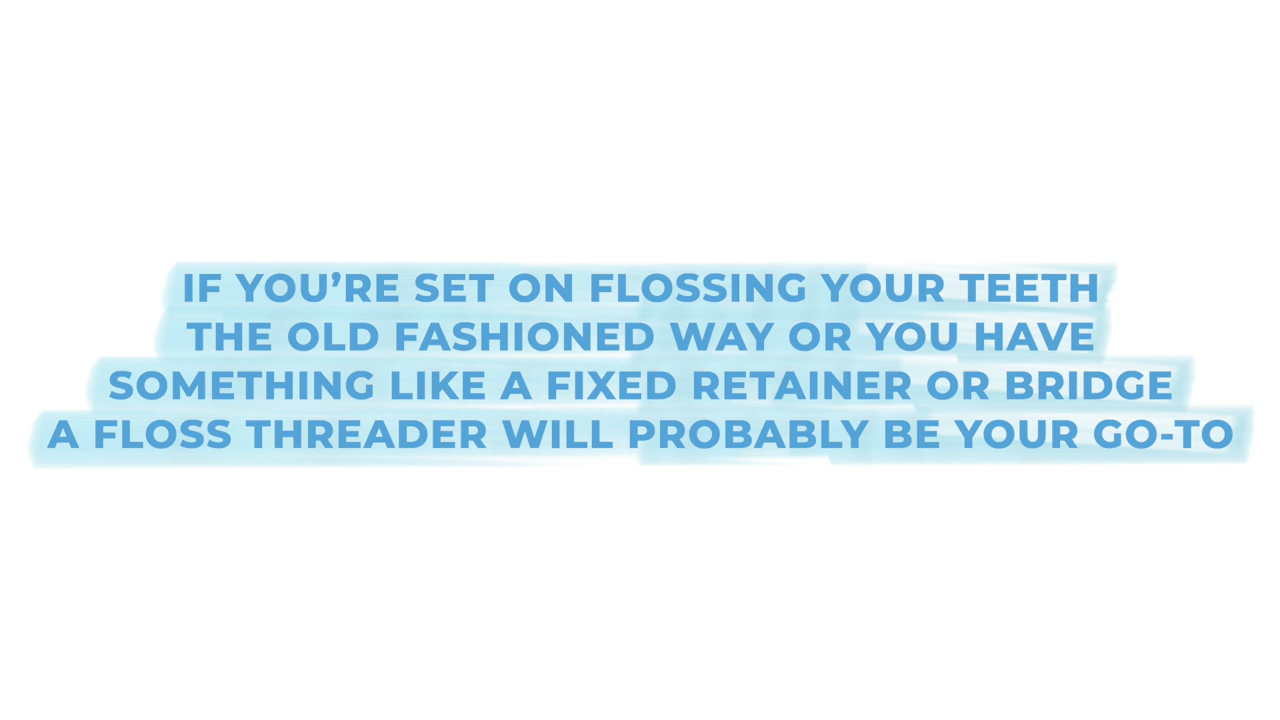 IF YOU’RE SET ON FLOSSING YOUR TEETH
THE OLD FASHIONED WAY OR YOU HAVE
SOMETHING LIKE A FIXED RETAINER OR BRIDGE
A FLOSS THREADER WILL PROBABLY BE YOUR GO-TO